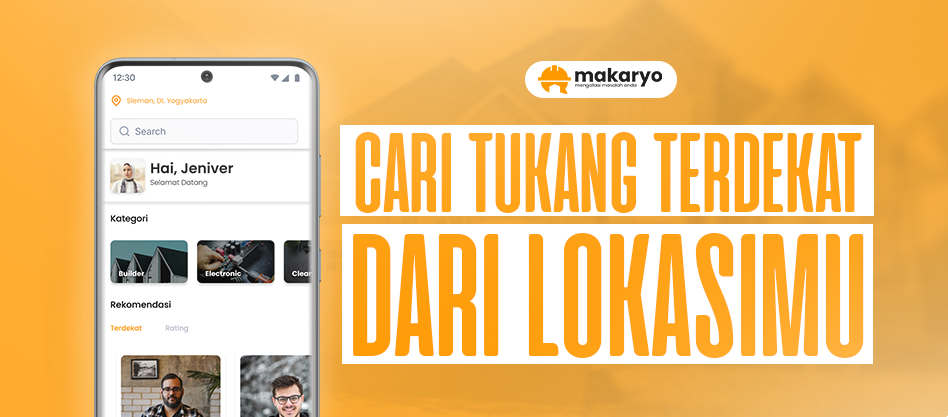 12:30
Sleman, DI. Yogyakarta
Search
Hai, Jeniver
Selamat Datang
Kategori
Builder
Electronic
Clear
Rekomendasi
Terdekat
Rating
makaryo
mengatasi masalah anda
CARI TUKANG TERDEKAT
DARI LOKASIMU